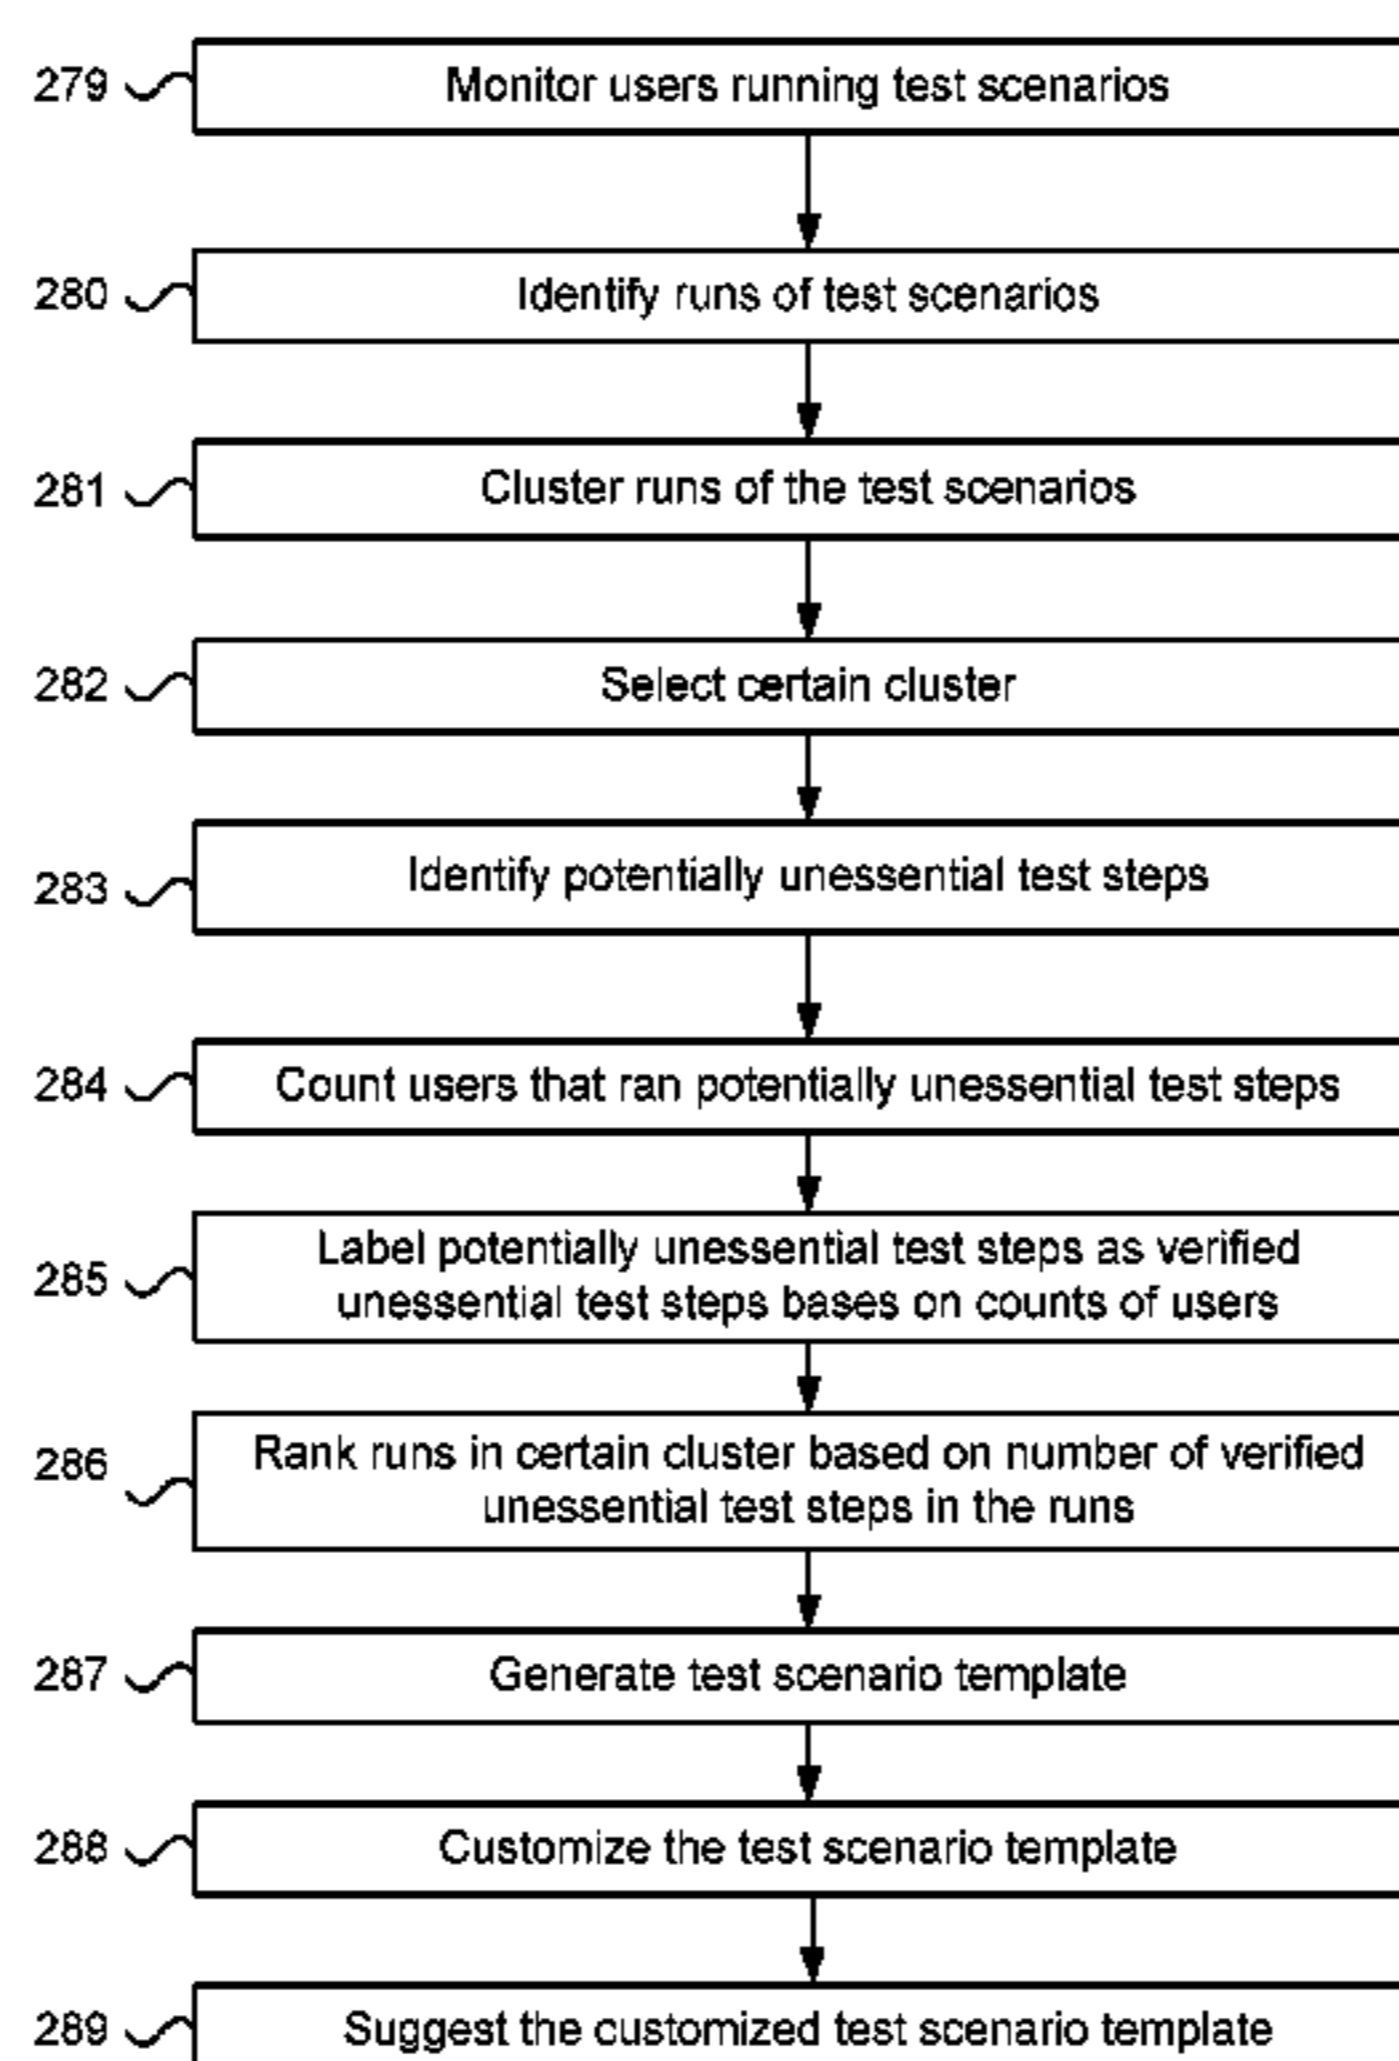 279 Monitor users running test scenarios
280 Identify runs of test scenarios
281 Cluster runs of the test scenarios
282 Select certain cluster
283 Identify potentially unessential test steps
284 Count users that ran potentially unessential test steps
285 Label potentially unessential test steps as verified
unessential test steps bases on counts of users
286 Rank runs in certain cluster based on number of verified
unessential test steps in the runs
287 Generate test scenario template
288 Customize the test scenario template
289 Suggest the customized test scenario template